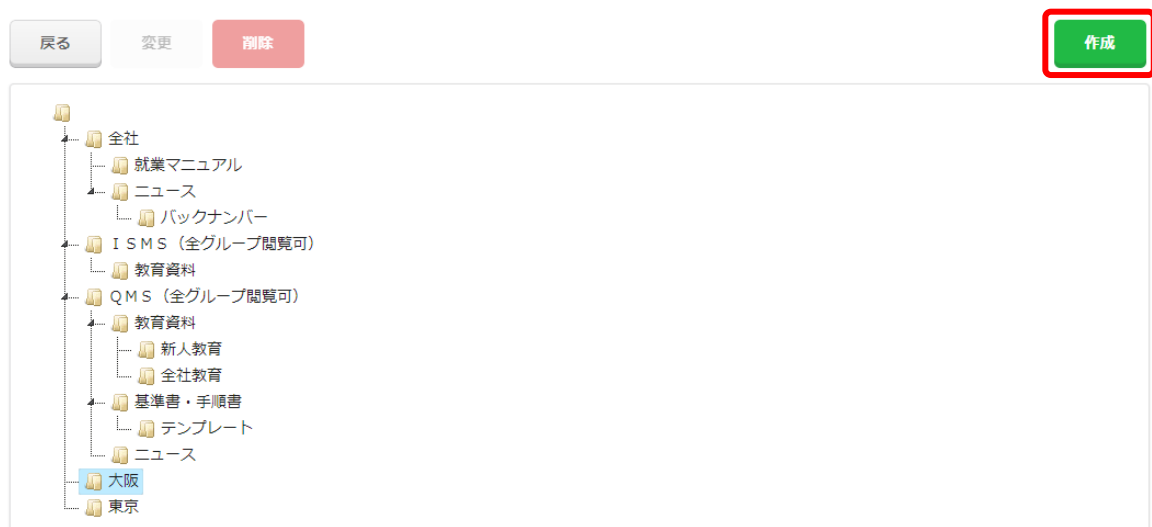 戻る 変更 削除 作成
全社
就業マニュアル
ニュース
バックナンバー
ＩＳＭＳ（全グループ閲覧可）
教育資料
ＱＭＳ（全グループ閲覧可）
教育資料
新人教育
全社教育
基準書・手順書
テンプレート
ニュース
大阪
東京